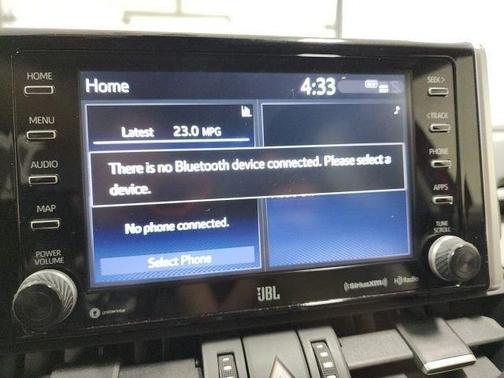 HOME
MENU
AUDIO
MAP
POWER
VOLUME
Home
4:33
Latest 23.0 MPG
There is no Bluetooth device connected. Please select a
device.
No phone connected.
Select Phone
SEEK >
< TRACK
PHONE
APPS
TUNE
SCROLL
JBL
SiriusXM
HD Radio